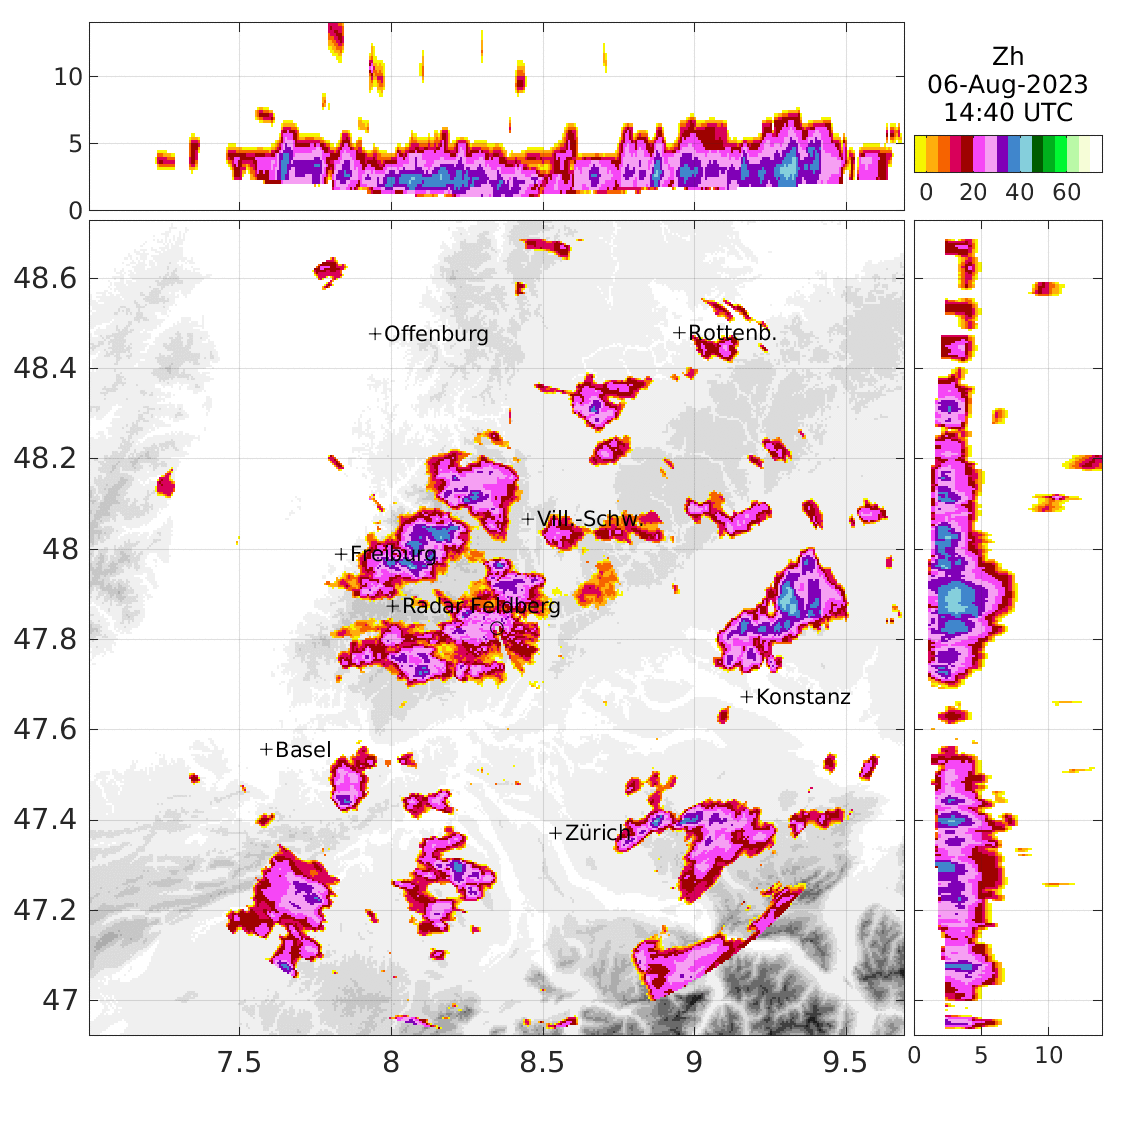 10
5
0
Zh
06-Aug-2023
14:40 UTC
0 20 40 60
48.6
48.4
48.2
48
47.8
47.6
47.4
47.2
47
+Offenburg
+Rottenb.
+Vill.-Schw.
+Freiburg
+Radar Feldberg
+Konstanz
+Basel
+Zürich
7.5 8 8.5 9 9.5
0 5 10